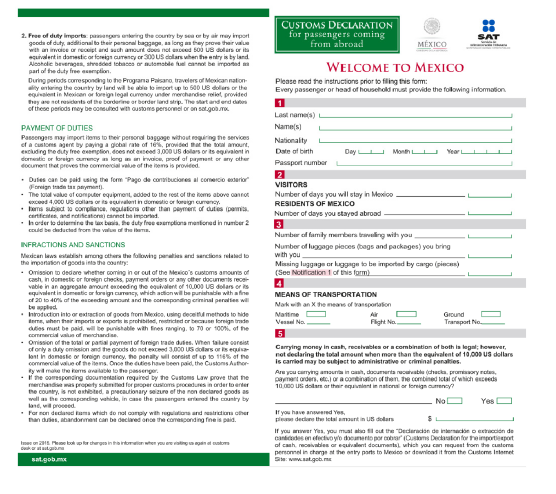 2. Free of duty imports: passengers entering the country by sea or by air may import
goods of duty, additional to their personal baggage, as long as they prove their value
with an invoice or receipt and such amount does not exceed 500 US dollars or its
equivalent in domestic or foreign currency or 300 US dollars when the entry is by land.
Alcoholic beverages, shredded tobacco or automobile fuel cannot be imported as
part of the duty free exemption.
During periods corresponding to the Programa Paisano, travelers of Mexican nation-
ality entering the country by land will be able to import up to 500 US dollars or the
equivalent in Mexican or foreign legal currency under merchandise relief, provided
they are not residents of the borderline or border land strip. The start and end dates
of these periods may be consulted with customs personnel or on sat.gob.mx.
PAYMENT OF DUTIES
Passengers may import items to their personal baggage without requiring the services
of a customs agent by paying a global rate of 16%, provided that the total amount,
excluding the duty free exemption, does not exceed 3,000 US dollars or its equivalent in
domestic or foreign currency as long as an invoice, proof of payment or any other
document that proves the commercial value of the items is provided.
• Duties can be paid using the form "Pago de contribuciones al comercio exterior"
(Foreign trade tax payment).
• The total value of computer equipment, added to the rest of the items above cannot
exceed 4,000 US dollars or its equivalent in domestic or foreign currency.
• Items subject to compliance, regulations other than payment of duties (permits,
certificates, and notifications) cannot be imported.
• In order to determine the tax basis, the duty free exemptions mentioned in number 2
could be deducted from the value of the items.
INFRACTIONS AND SANCTIONS
Mexican laws establish among others the following penalties and sanctions related to
the importation of goods into the country:
• Omission to declare whether coming in or out of the Mexico's customs amounts of
cash, in domestic or foreign checks, payment orders or any other documents recei-
vable in an aggregate amount exceeding the equivalent of 10,000 US dollars or its
equivalent in domestic or foreign currency, which action will be punishable with a fine
of 20 to 40% of the exceeding amount and the corresponding criminal penalties will
be applied.
• Introduction into or extraction of goods from Mexico, using deceitful methods to hide
items, when their imports or exports is prohibited, restricted or because foreign trade
duties must be paid, will be punishable with fines ranging, to 70 or 100%, of the
commercial value of merchandise.
• Omission of the total or partial payment of foreign trade duties. When failure consist
of only a duty omission and the goods do not exceed 3,000 US dollars or its equiva-
lent in domestic or foreign currency, the penalty will consist of up to 116% of the
commercial value of the items. Once the duties have been paid, the Customs Author-
ity will make the items available to the passenger.
• If the corresponding documentation required by the Customs Law prove that the
merchandise was properly submitted for proper customs procedures in order to enter
the country, is not exhibited, a precautionary seizure of the non declared goods as
well as the corresponding vehicle, in case the passengers entered the country by
land, will proceed.
• For non declared items which do not comply with regulations and restrictions other
than duties, abandonment can be declared once the corresponding fine is paid.
Issue on 2016. Please look up for changes in this information when you are visiting us again at customs
desk or at sat.gob.mx
sat.gob.mx
CUSTOMS DECLARATION
for passengers coming
from abroad
MÉXICO
SAT
WELCOME TO MEXICO
Please read the instructions prior to filling this form:
Every passenger or head of household must provide the following information.
1
Last name(s)
Name(s)
Nationality
Date of birth Day Month Year
Passport number
2
VISITORS
Number of days you will stay in Mexico
RESIDENTS OF MEXICO
Number of days you stayed abroad
3
Number of family members travelling with you
Number of luggage pieces (bags and packages) you bring
with you
Missing luggage or luggage to be imported by cargo (pieces)
(See Notification 1 of this form)
4
MEANS OF TRANSPORTATION
Mark with an X the means of transportation
Maritime Air Ground
Vessel No. Flight No. Transport No.
5
Carrying money in cash, receivables or a combination of both is legal; however,
not declaring the total amount when more than the equivalent of 10,000 US dollars
is carried may be subject to administrative or criminal penalties.
Are you carrying amounts in cash, documents receivable (checks, promissory notes,
payment orders, etc.) or a combination of them, the combined total of which exceeds
10,000 US dollars or their equivalent in national or foreign currency?
No Yes
If you have answered Yes,
please declare the total amount in US dollars $
If you answer Yes, you must also fill out the "Declaración de internación o extracción de
cantidades en efectivo y/o documento por cobrar" (Customs Declaration for the import/export
of cash, receivables or equivalent documents), which you can request from the customs
personnel in charge at the entry ports to Mexico or download it from the Customs Internet
Site: www.sat.gob.mx